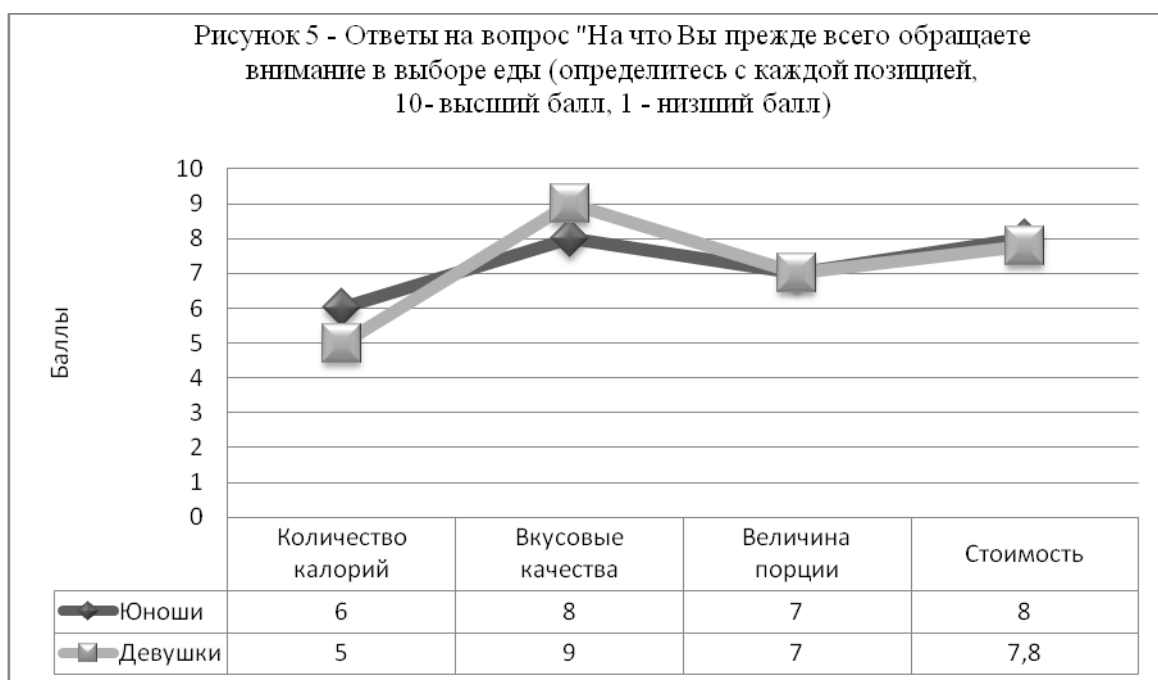 Рисунок 5 - Ответы на вопрос "На что Вы прежде всего обращаете
внимание в выборе еды (определитесь с каждой позицией,
10- высший балл, 1 - низший балл)
Баллы
10
9
8
7
6
5
4
3
2
1
0
Количество калорий Вкусовые качества Величина порции Стоимость
Юноши 6 8 7 8
Девушки 5 9 7 7,8